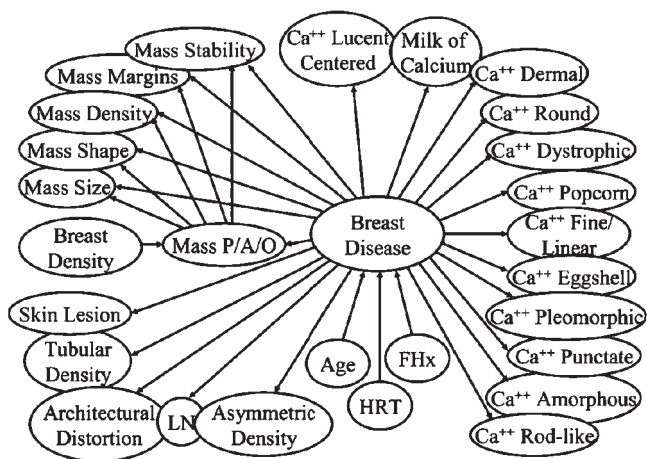 Mass Stability
Mass Margins
Mass Density
Mass Shape
Mass Size
Breast
Density
Mass P/A/O
Ca⁺⁺ Lucent
Centered
Milk of
Calcium
Ca⁺⁺ Dermal
Ca⁺⁺ Round
Ca⁺⁺ Dystrophic
Ca⁺⁺ Popcorn
Ca⁺⁺ Fine/
Linear
Ca⁺⁺ Eggshell
Ca⁺⁺ Pleomorphic
Ca⁺⁺ Punctate
Ca⁺⁺ Amorphous
Ca⁺⁺ Rod-like
Breast
Disease
Skin Lesion
Tubular
Density
Architectural
Distortion
LN
Asymmetric
Density
Age
HRT
FHx